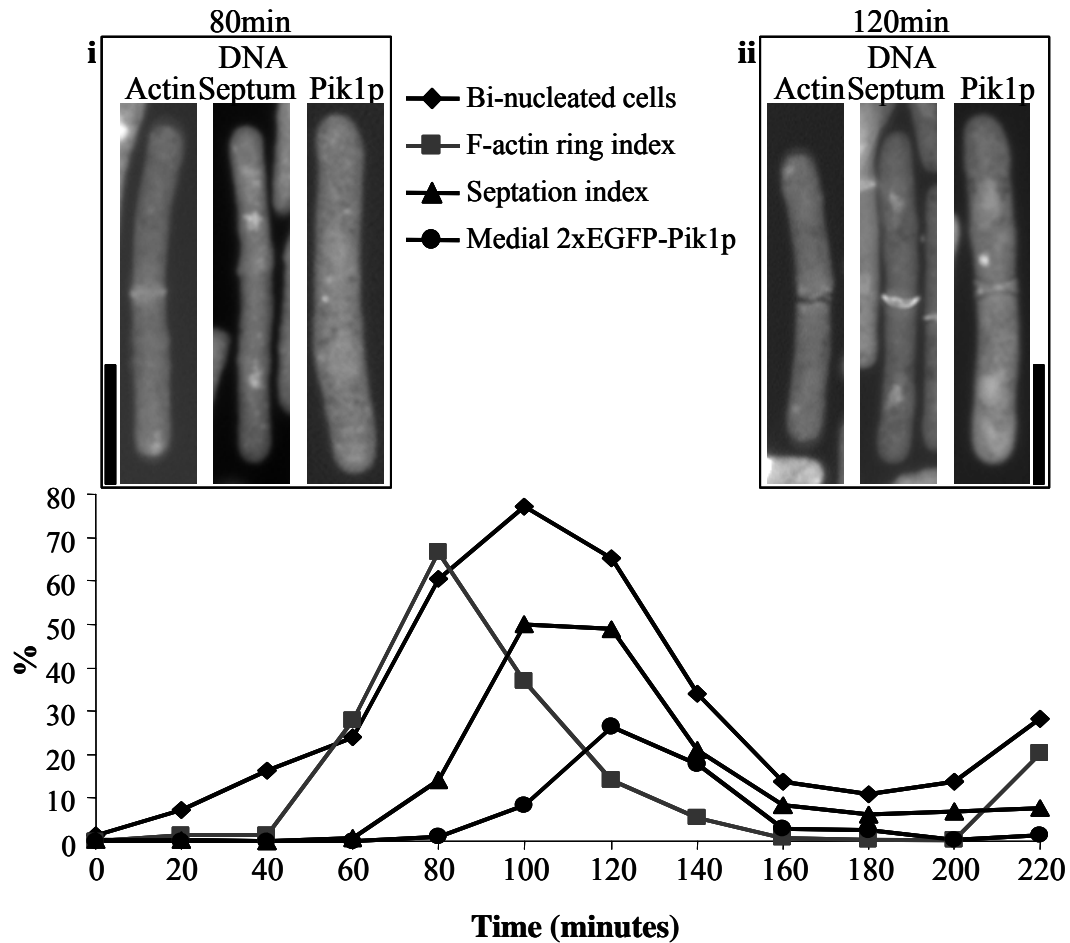 80min
i
DNA
Actin Septum Pik1p
120min
ii
DNA
Actin Septum Pik1p
Bi-nucleated cells
F-actin ring index
Septation index
Medial 2xEGFP-Pik1p
80
70
60
50
40
30
20
10
0
%
0 20 40 60 80 100 120 140 160 180 200 220
Time (minutes)